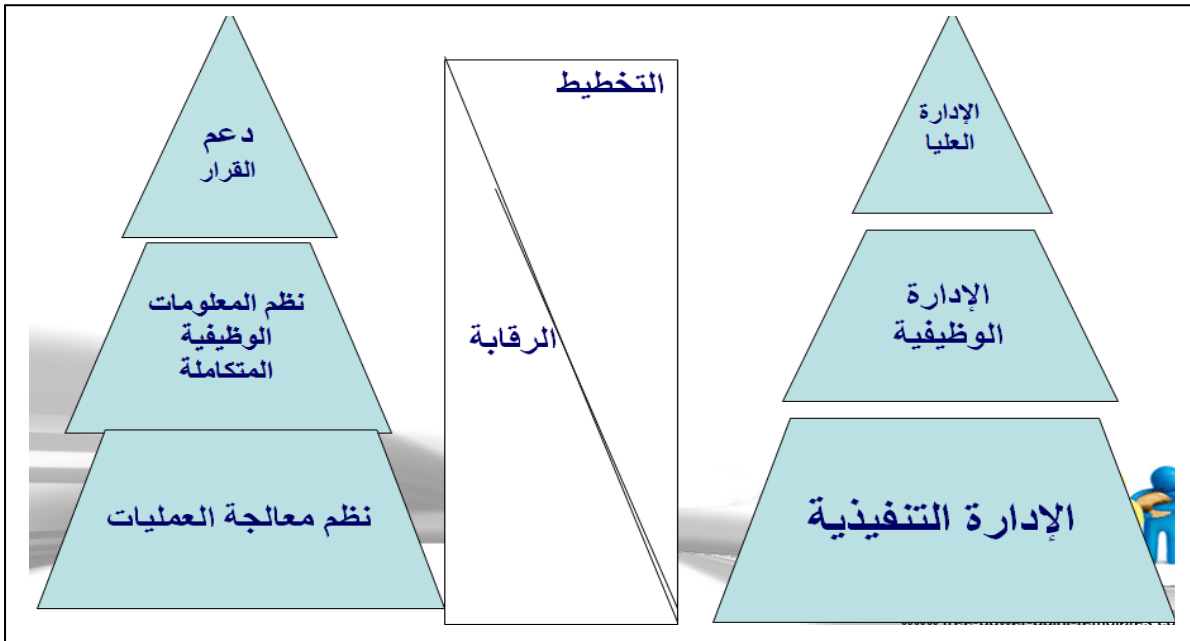 الإدارة
العليا
الإدارة
الوظيفية
الإدارة التنفيذية
التخطيط
الرقابة
دعم
القرار
نظم المعلومات
الوظيفية
المتكاملة
نظم معالجة العمليات